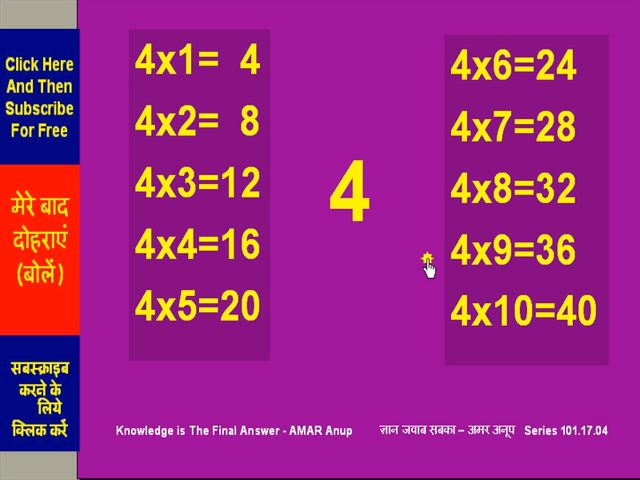 Click Here
And Then
Subscribe
For Free
मेरे बाद
दोहराएं
(बोलें)
सबस्क्राइब
करने के
लिये
क्लिक करें
4x1= 4
4x2= 8
4x3=12
4x4=16
4x5=20
4
4x6=24
4x7=28
4x8=32
4x9=36
4x10=40
Knowledge is The Final Answer - AMAR Anup ज्ञान जवाब सबका – अमर अनूप Series 101.17.04